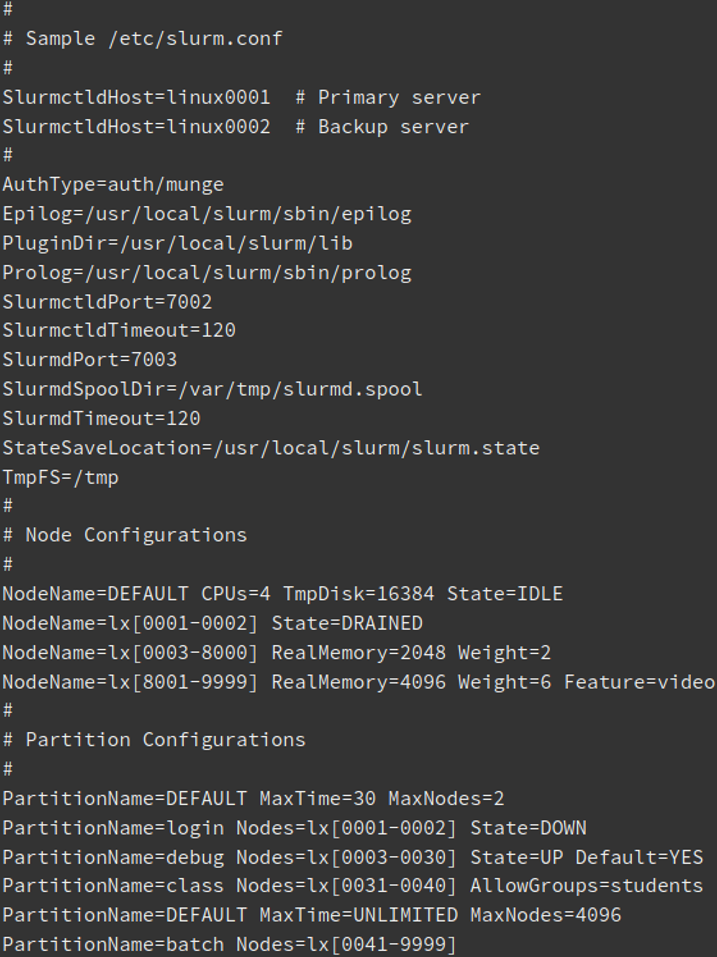 #
# Sample /etc/slurm.conf
#
SlurmctldHost=linux0001  # Primary server
SlurmctldHost=linux0002  # Backup server
#
AuthType=auth/munge
Epilog=/usr/local/slurm/sbin/epilog
PluginDir=/usr/local/slurm/lib
Prolog=/usr/local/slurm/sbin/prolog
SlurmctldPort=7002
SlurmctldTimeout=120
SlurmdPort=7003
SlurmdSpoolDir=/var/tmp/slurmd.spool
SlurmdTimeout=120
StateSaveLocation=/usr/local/slurm/slurm.state
TmpFS=/tmp
#
# Node Configurations
#
NodeName=DEFAULT CPUs=4 TmpDisk=16384 State=IDLE
NodeName=lx[0001-0002] State=DRAINED
NodeName=lx[0003-8000] RealMemory=2048 Weight=2
NodeName=lx[8001-9999] RealMemory=4096 Weight=6 Feature=video
#
# Partition Configurations
#
PartitionName=DEFAULT MaxTime=30 MaxNodes=2
PartitionName=login Nodes=lx[0001-0002] State=DOWN
PartitionName=debug Nodes=lx[0003-0030] State=UP Default=YES
PartitionName=class Nodes=lx[0031-0040] AllowGroups=students
PartitionName=DEFAULT MaxTime=UNLIMITED MaxNodes=4096
PartitionName=batch Nodes=lx[0041-9999]